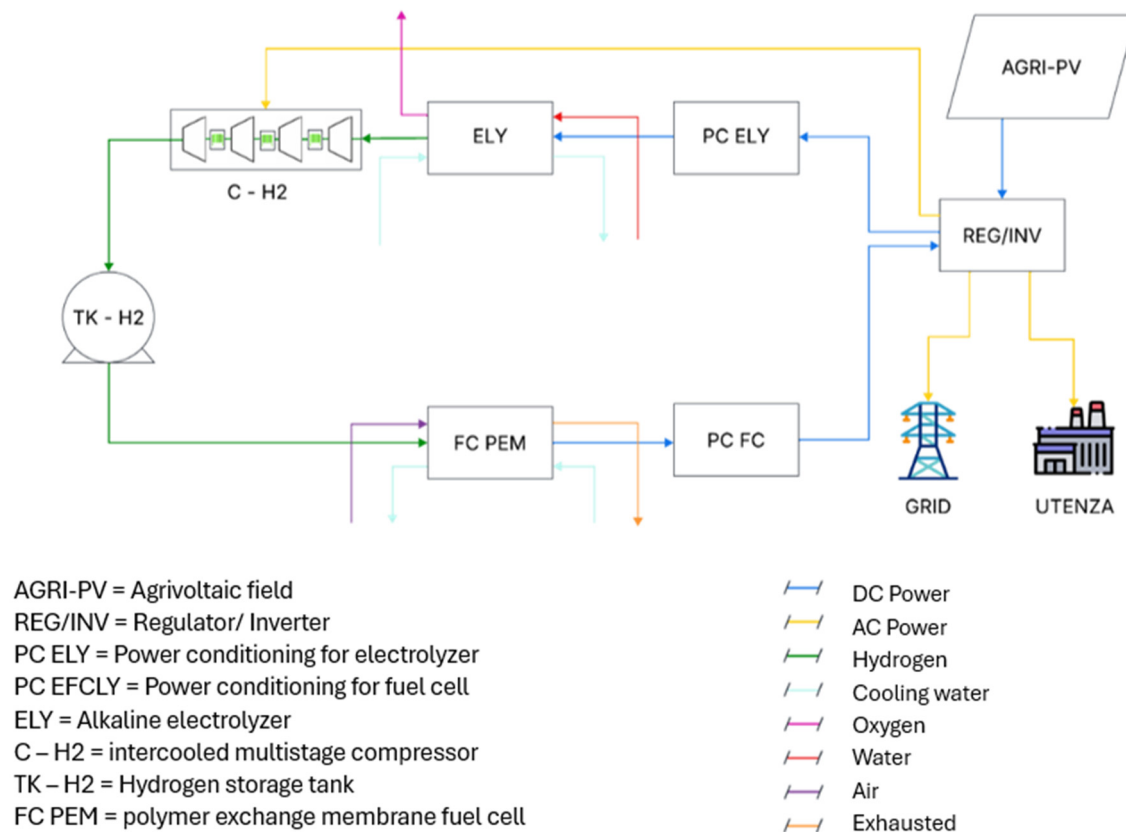 AGRI-PV
ELY
PC ELY
C - H2
REG/INV
TK - H2
FC PEM
PC FC
GRID
UTENZA
AGRI-PV = Agrivoltaic field
REG/INV = Regulator/ Inverter
PC ELY = Power conditioning for electrolyzer
PC EFCLY = Power conditioning for fuel cell
ELY = Alkaline electrolyzer
C – H2 = intercooled multistage compressor
TK – H2 = Hydrogen storage tank
FC PEM = polymer exchange membrane fuel cell
DC Power
AC Power
Hydrogen
Cooling water
Oxygen
Water
Air
Exhausted